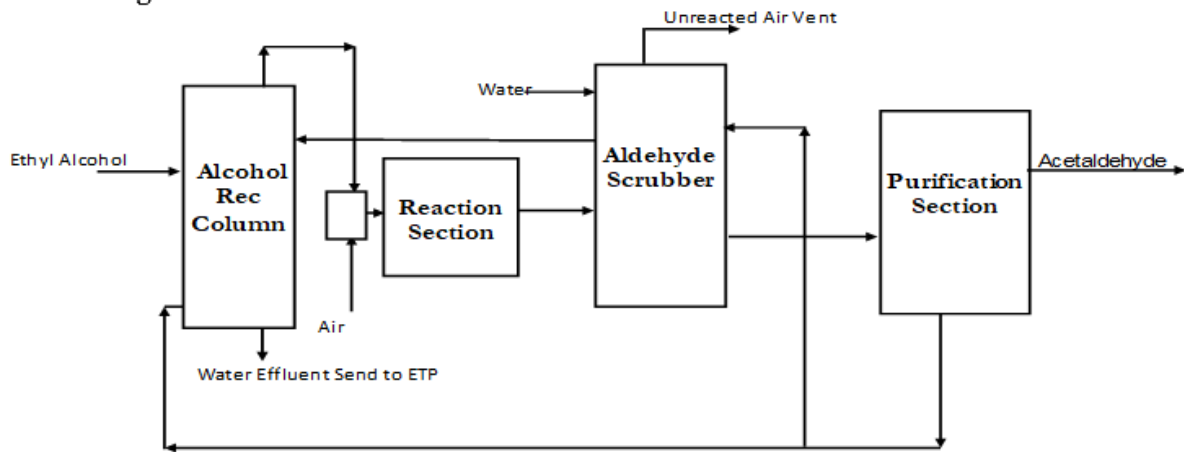 Unreacted Air Vent
Water
Ethyl Alcohol
Alcohol
Rec
Column
Reaction
Section
Aldehyde
Scrubber
Purification
Section
Acetaldehyde
Air
Water Effluent Send to ETP